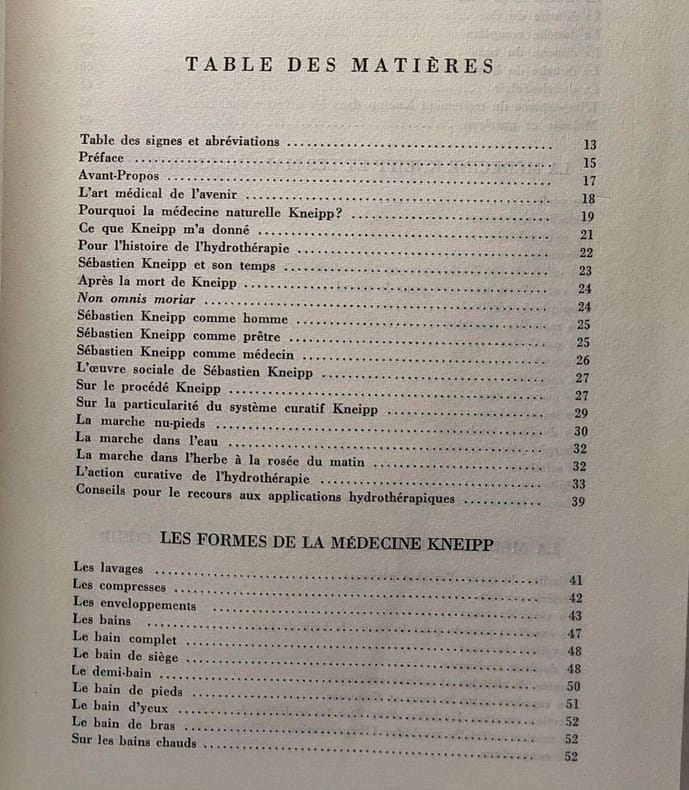 TABLE DES MATIÈRES
Table des signes et abréviations ........................................ 13
Préface ........................................ 15
Avant-Propos ........................................ 17
L'art médical de l'avenir ........................................ 18
Pourquoi la médecine naturelle Kneipp? ........................................ 19
Ce que Kneipp m'a donné ........................................ 21
Pour l'histoire de l'hydrothérapie ........................................ 22
Sébastien Kneipp et son temps ........................................ 23
Après la mort de Kneipp ........................................ 24
Non omnis moriar ........................................ 24
Sébastien Kneipp comme homme ........................................ 25
Sébastien Kneipp comme prêtre ........................................ 25
Sébastien Kneipp comme médecin ........................................ 26
L'œuvre sociale de Sébastien Kneipp ........................................ 27
Sur le procédé Kneipp ........................................ 27
Sur la particularité du système curatif Kneipp ........................................ 29
La marche nu-pieds ........................................ 30
La marche dans l'eau ........................................ 32
La marche dans l'herbe à la rosée du matin ........................................ 32
L'action curative de l'hydrothérapie ........................................ 33
Conseils pour le recours aux applications hydrothérapiques ............ 39
LES FORMES DE LA MÉDECINE KNEIPP
Les lavages ........................................ 41
Les compresses ........................................ 42
Les enveloppements ........................................ 43
Les bains ........................................ 47
Le bain complet ........................................ 48
Le bain de siège ........................................ 48
Le demi-bain ........................................ 50
Le bain de pieds ........................................ 51
Le bain d'yeux ........................................ 52
Le bain de bras ........................................ 52
Sur les bains chauds ........................................ 52